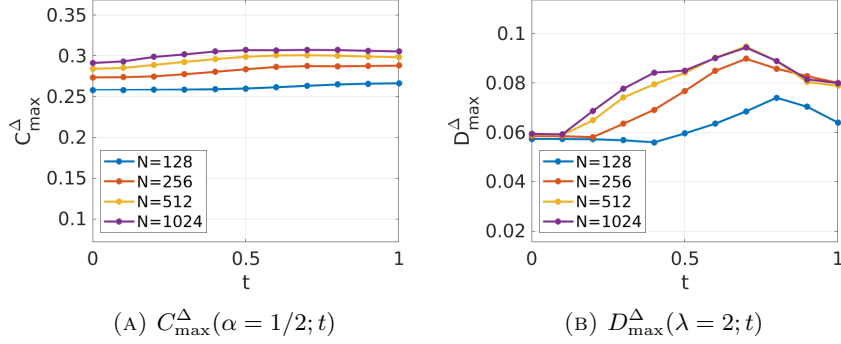 0.35
0.3
0.25
0.2
0.15
0.1
C^Δ_max
N=128
N=256
N=512
N=1024
0 0.5 1
t
(A) C^Δ_max(α = 1/2; t)
0.1
0.08
0.06
0.04
0.02
D^Δ_max
N=128
N=256
N=512
N=1024
0 0.5 1
t
(B) D^Δ_max(λ = 2; t)